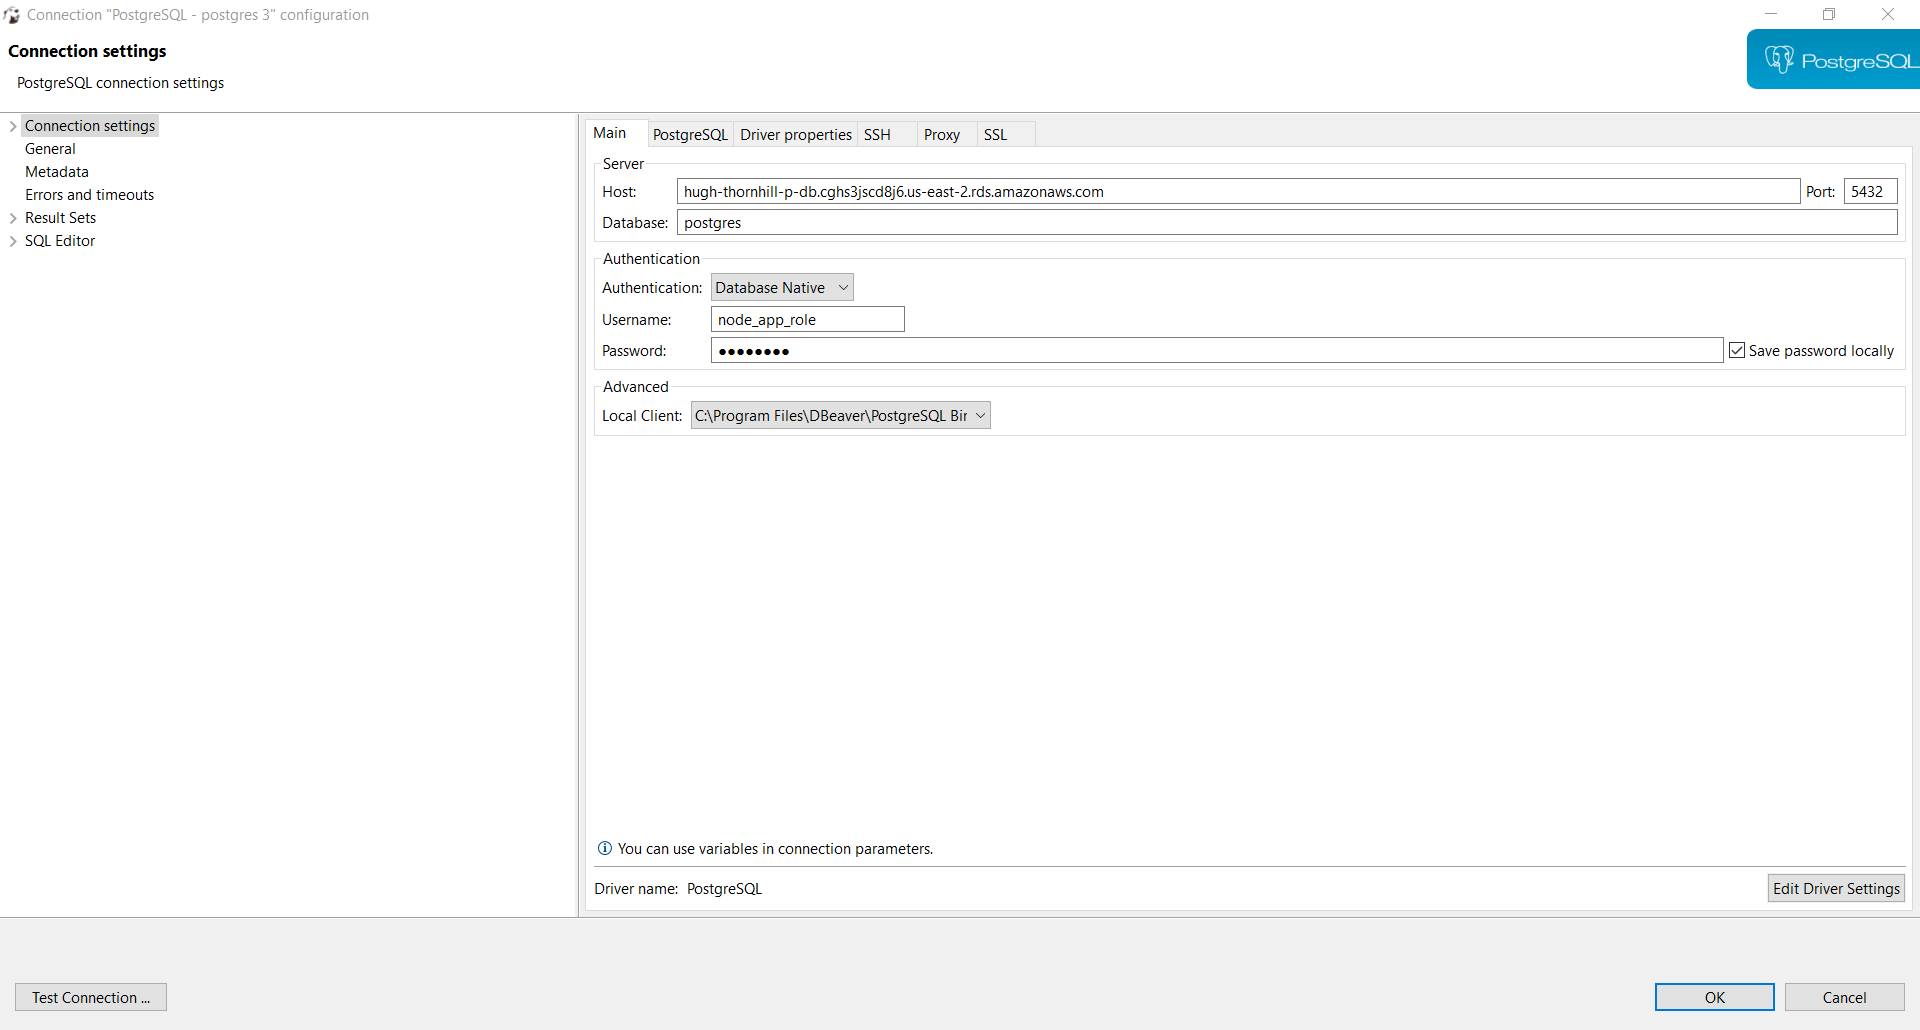 Connection "PostgreSQL - postgres 3" configuration
Connection settings
PostgreSQL connection settings
PostgreSQL
Connection settings
General
Metadata
Errors and timeouts
Result Sets
SQL Editor
Main PostgreSQL Driver properties SSH Proxy SSL
Server
Host: hugh-thornhill-p-db.cghs3jscd8j6.us-east-2.rds.amazonaws.com Port: 5432
Database: postgres
Authentication
Authentication: Database Native
Username: node_app_role
Password: ●●●●●●●● Save password locally
Advanced
Local Client: C:\Program Files\DBeaver\PostgreSQL Bir
You can use variables in connection parameters.
Driver name: PostgreSQL Edit Driver Settings
Test Connection ... OK Cancel